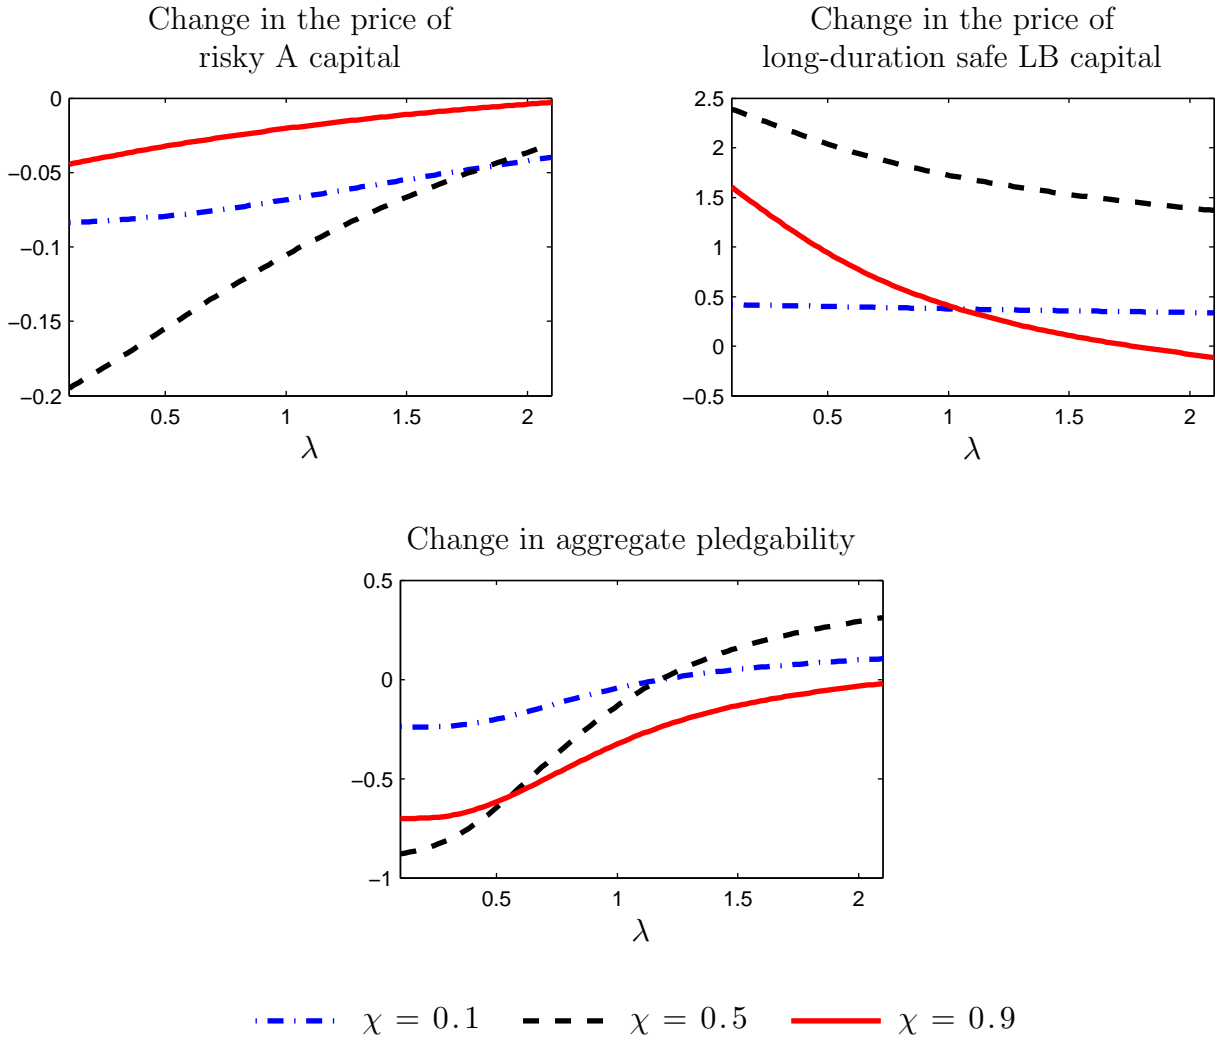 Change in the price of
risky A capital
0
−0.05
−0.1
−0.15
−0.2
0.5 1 1.5 2
λ
Change in the price of
long-duration safe LB capital
2.5
2
1.5
1
0.5
0
−0.5
0.5 1 1.5 2
λ
Change in aggregate pledgability
0.5
0
−0.5
−1
0.5 1 1.5 2
λ
χ = 0.1 χ = 0.5 χ = 0.9